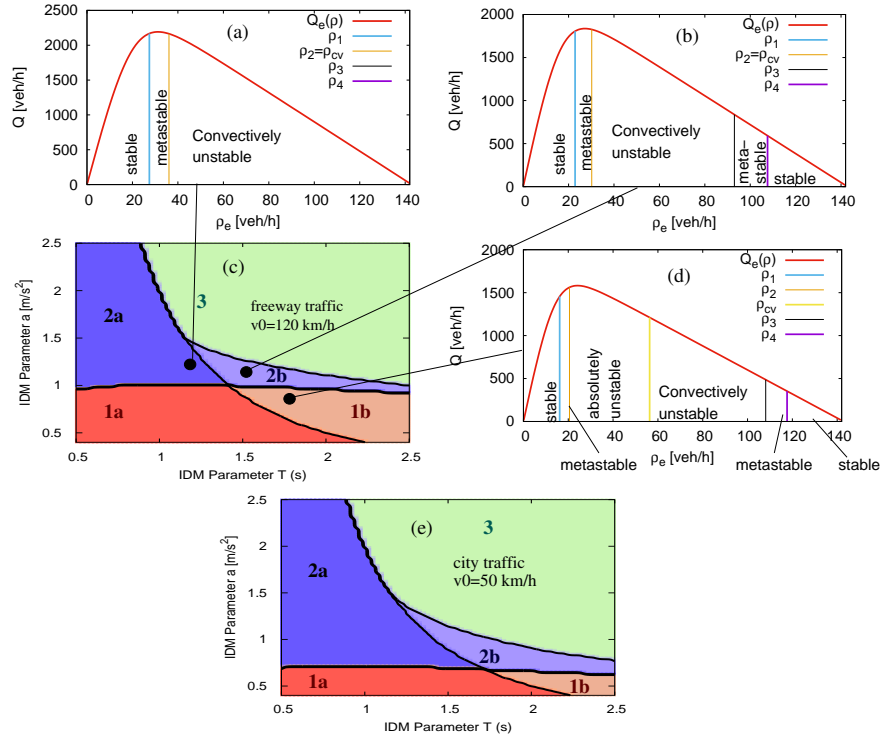 (a)
Q [veh/h]
2500
2000
1500
1000
500
0
stable
metastable
Convectively
unstable
Qe(ρ)
ρ1
ρ2=ρcv
ρ3
ρ4
0 20 40 60 80 100 120 140
ρe [veh/h]
(b)
Q [veh/h]
2000
1500
1000
500
0
stable
metastable
Convectively
unstable
meta–
stable
stable
Qe(ρ)
ρ1
ρ2=ρcv
ρ3
ρ4
0 20 40 60 80 100 120 140
ρe [veh/h]
(c)
IDM Parameter a [m/s²]
2.5
2
1.5
1
0.5
2a
3
freeway traffic
v0=120 km/h
2b
1a
1b
0.5 1 1.5 2 2.5
IDM Parameter T (s)
(d)
Q [veh/h]
2000
1500
1000
500
0
stable
absolutely
unstable
Convectively
unstable
Qe(ρ)
ρ1
ρ2
ρcv
ρ3
ρ4
0 20 40 60 80 100 120 140
metastable
ρe [veh/h]
metastable
stable
(e)
IDM Parameter a [m/s²]
2.5
2
1.5
1
0.5
3
2a
city traffic
v0=50 km/h
2b
1a
1b
0.5 1 1.5 2 2.5
IDM Parameter T (s)